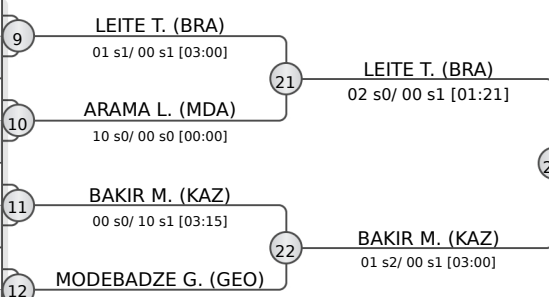 LEITE T. (BRA)
9
01 s1/ 00 s1 [03:00]
21
LEITE T. (BRA)
02 s0/ 00 s1 [01:21]
ARAMA L. (MDA)
10
10 s0/ 00 s0 [00:00]
BAKIR M. (KAZ)
11
00 s0/ 10 s1 [03:15]
22
BAKIR M. (KAZ)
01 s2/ 00 s1 [03:00]
MODEBADZE G. (GEO)
12